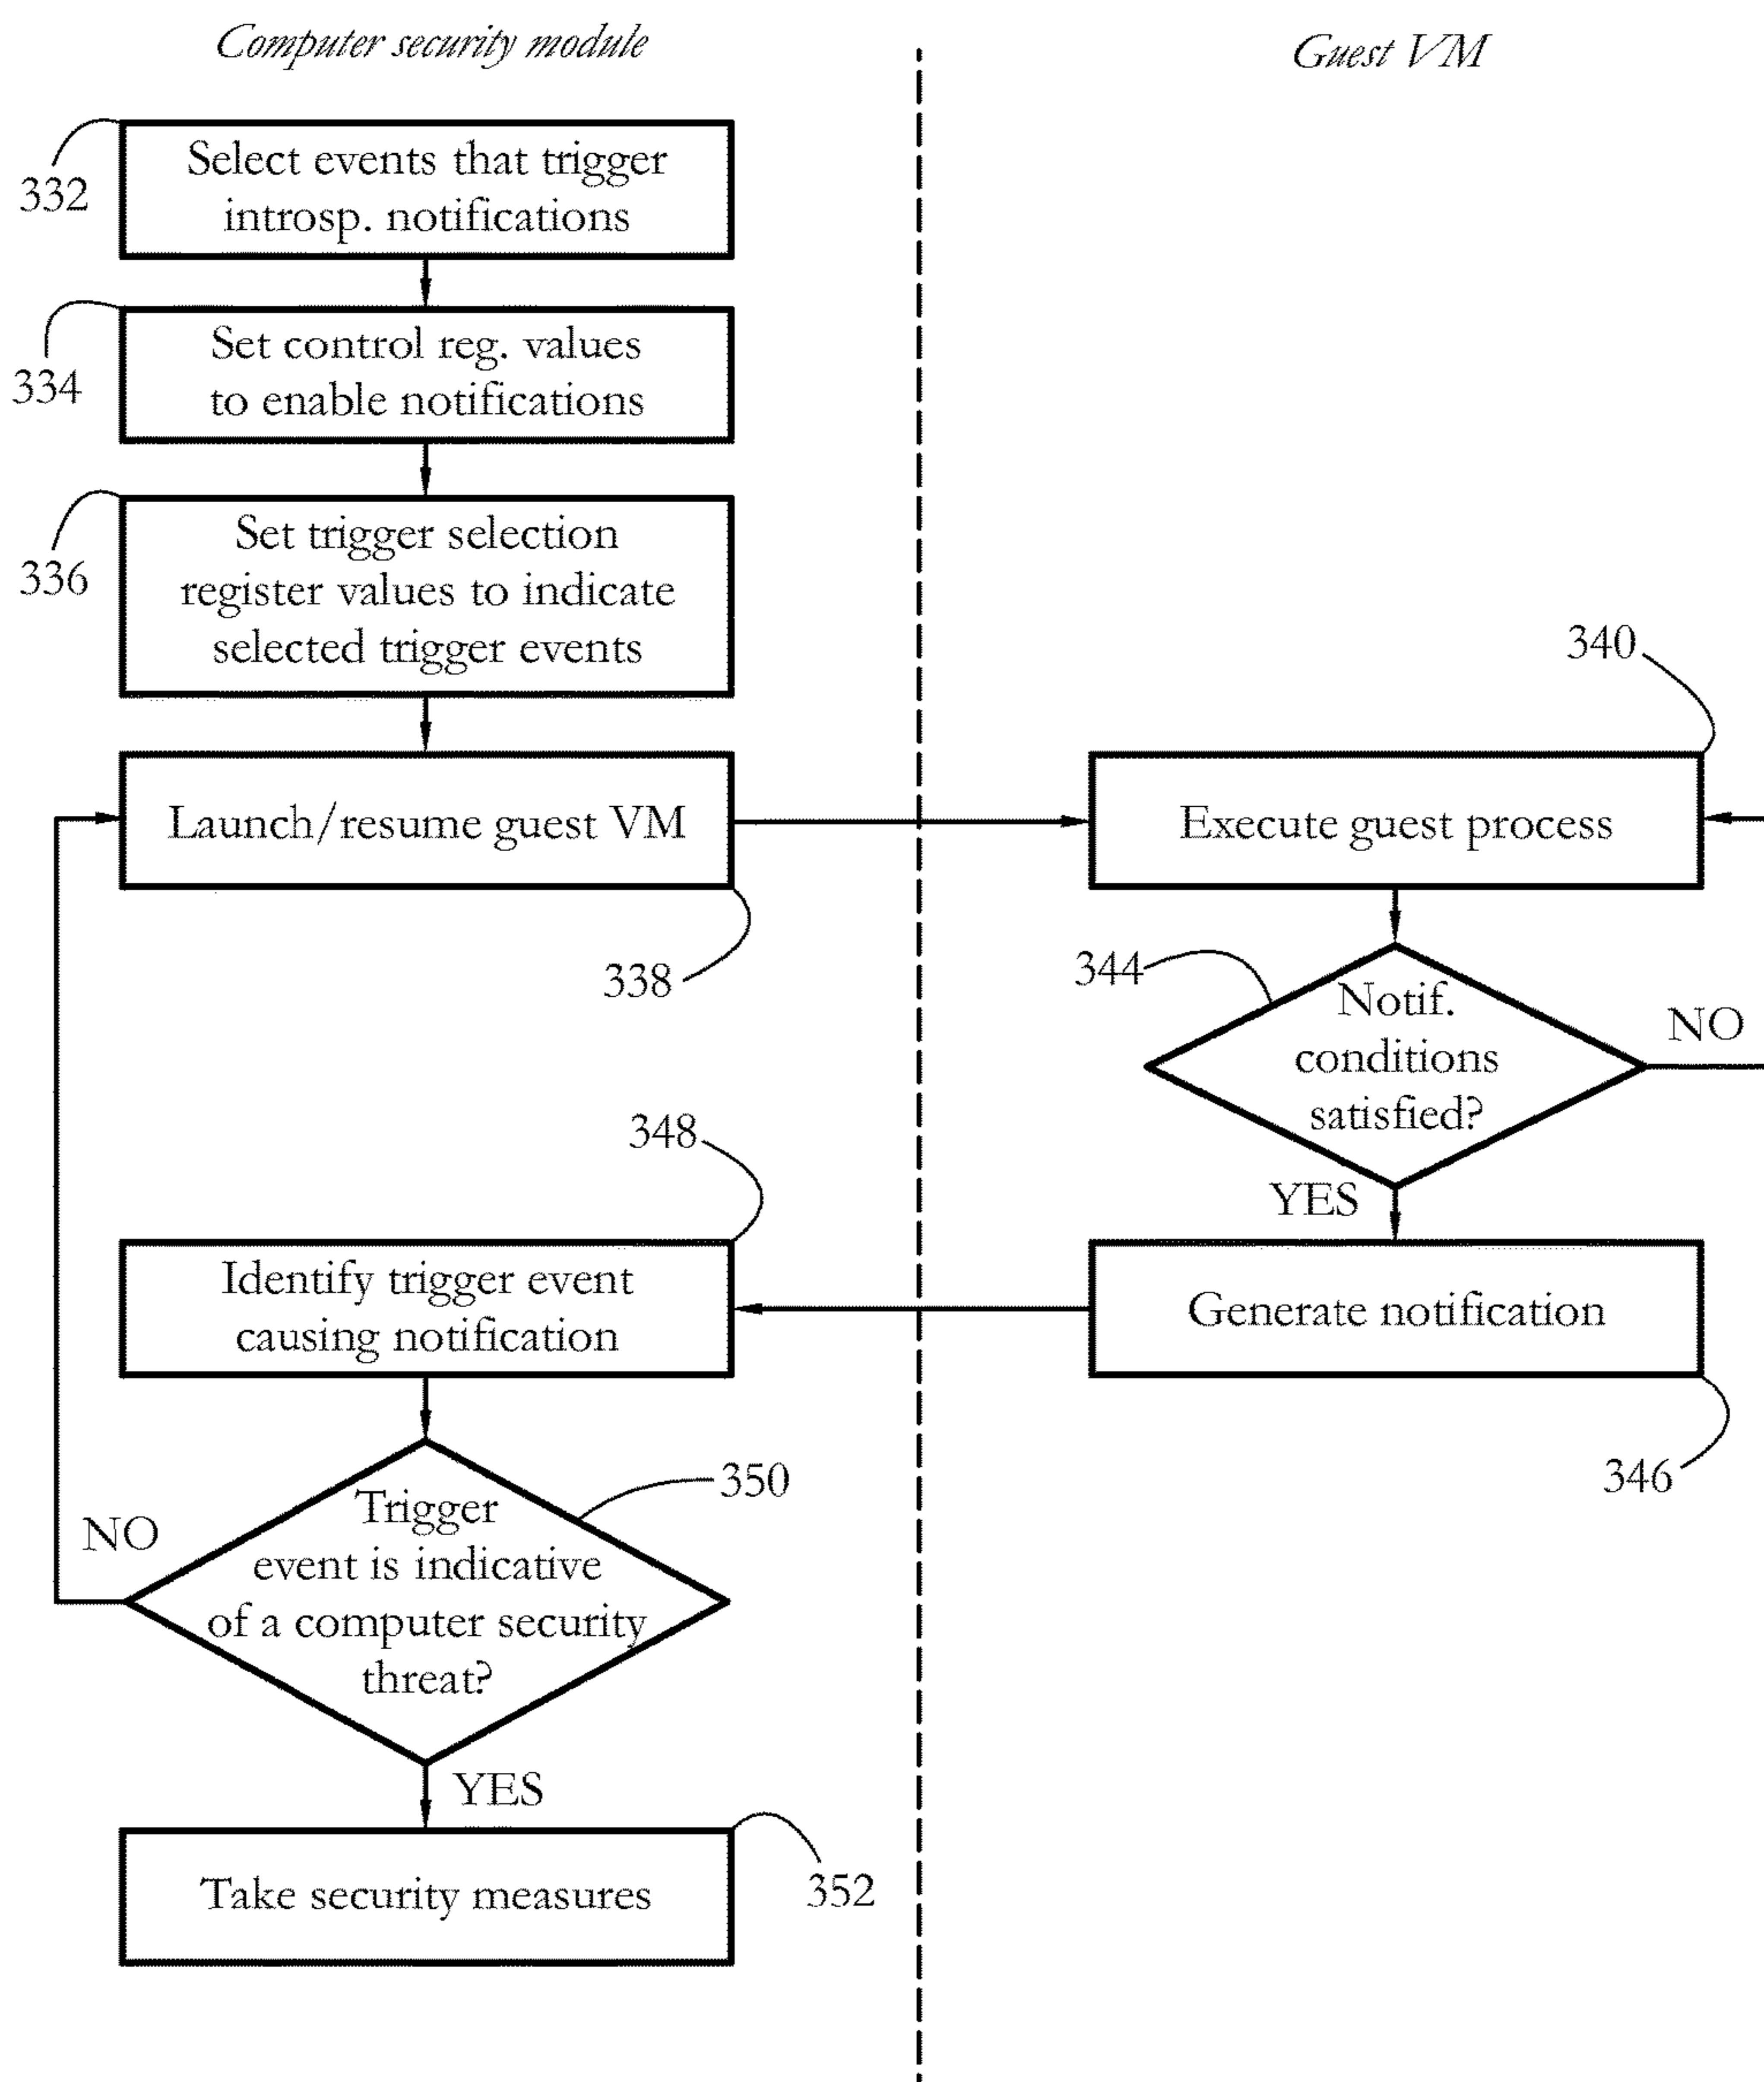 Computer security module
Guest VM
332
Select events that trigger
introsp. notifications
334
Set control reg. values
to enable notifications
336
Set trigger selection
register values to indicate
selected trigger events
340
Launch/resume guest VM
Execute guest process
338
344
Notif.
conditions
satisfied?
NO
YES
348
Identify trigger event
causing notification
Generate notification
346
350
Trigger
event is indicative
of a computer security
threat?
NO
YES
Take security measures
352